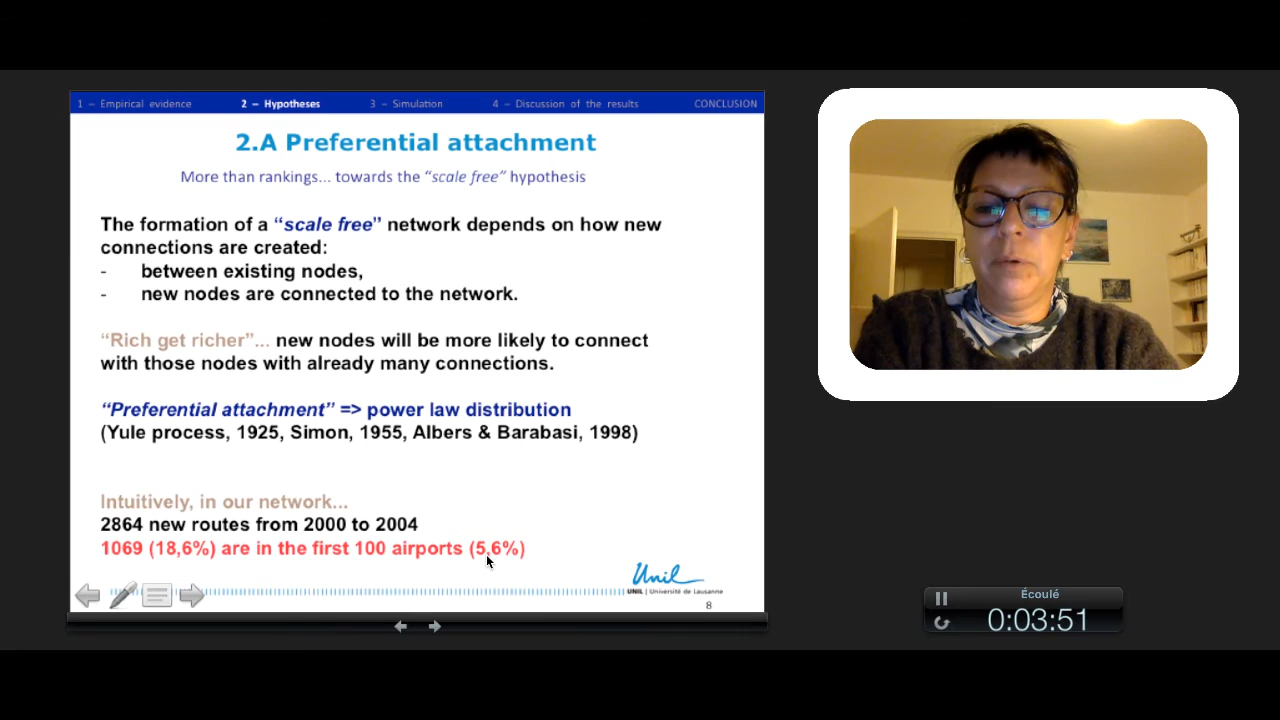 1 – Empirical evidence 2 – Hypotheses 3 – Simulation 4 – Discussion of the results CONCLUSION
2.A Preferential attachment
More than rankings... towards the “scale free” hypothesis
The formation of a “scale free” network depends on how new
connections are created:
- between existing nodes,
- new nodes are connected to the network.
“Rich get richer”... new nodes will be more likely to connect
with those nodes with already many connections.
“Preferential attachment” => power law distribution
(Yule process, 1925, Simon, 1955, Albers & Barabasi, 1998)
Intuitively, in our network...
2864 new routes from 2000 to 2004
1069 (18,6%) are in the first 100 airports (5,6%)
Unil
UNIL | Université de Lausanne
8
Écoulé
0:03:51